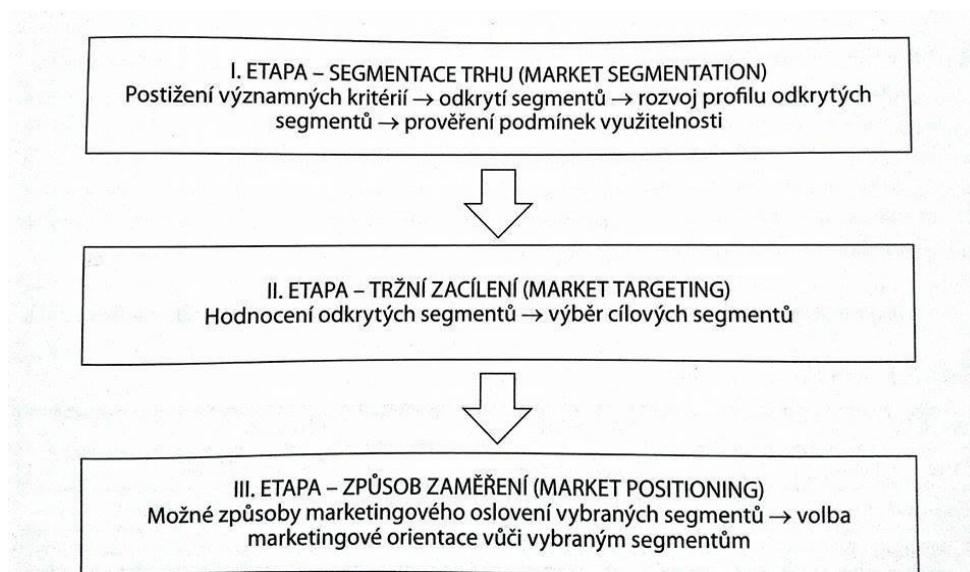 I. ETAPA – SEGMENTACE TRHU (MARKET SEGMENTATION)
Postižení významných kritérií → odkrytí segmentů → rozvoj profilu odkrytých
segmentů → prověření podmínek využitelnosti
II. ETAPA – TRŽNÍ ZACÍLENÍ (MARKET TARGETING)
Hodnocení odkrytých segmentů → výběr cílových segmentů
III. ETAPA – ZPŮSOB ZAMĚŘENÍ (MARKET POSITIONING)
Možné způsoby marketingového oslovení vybraných segmentů → volba
marketingové orientace vůči vybraným segmentům